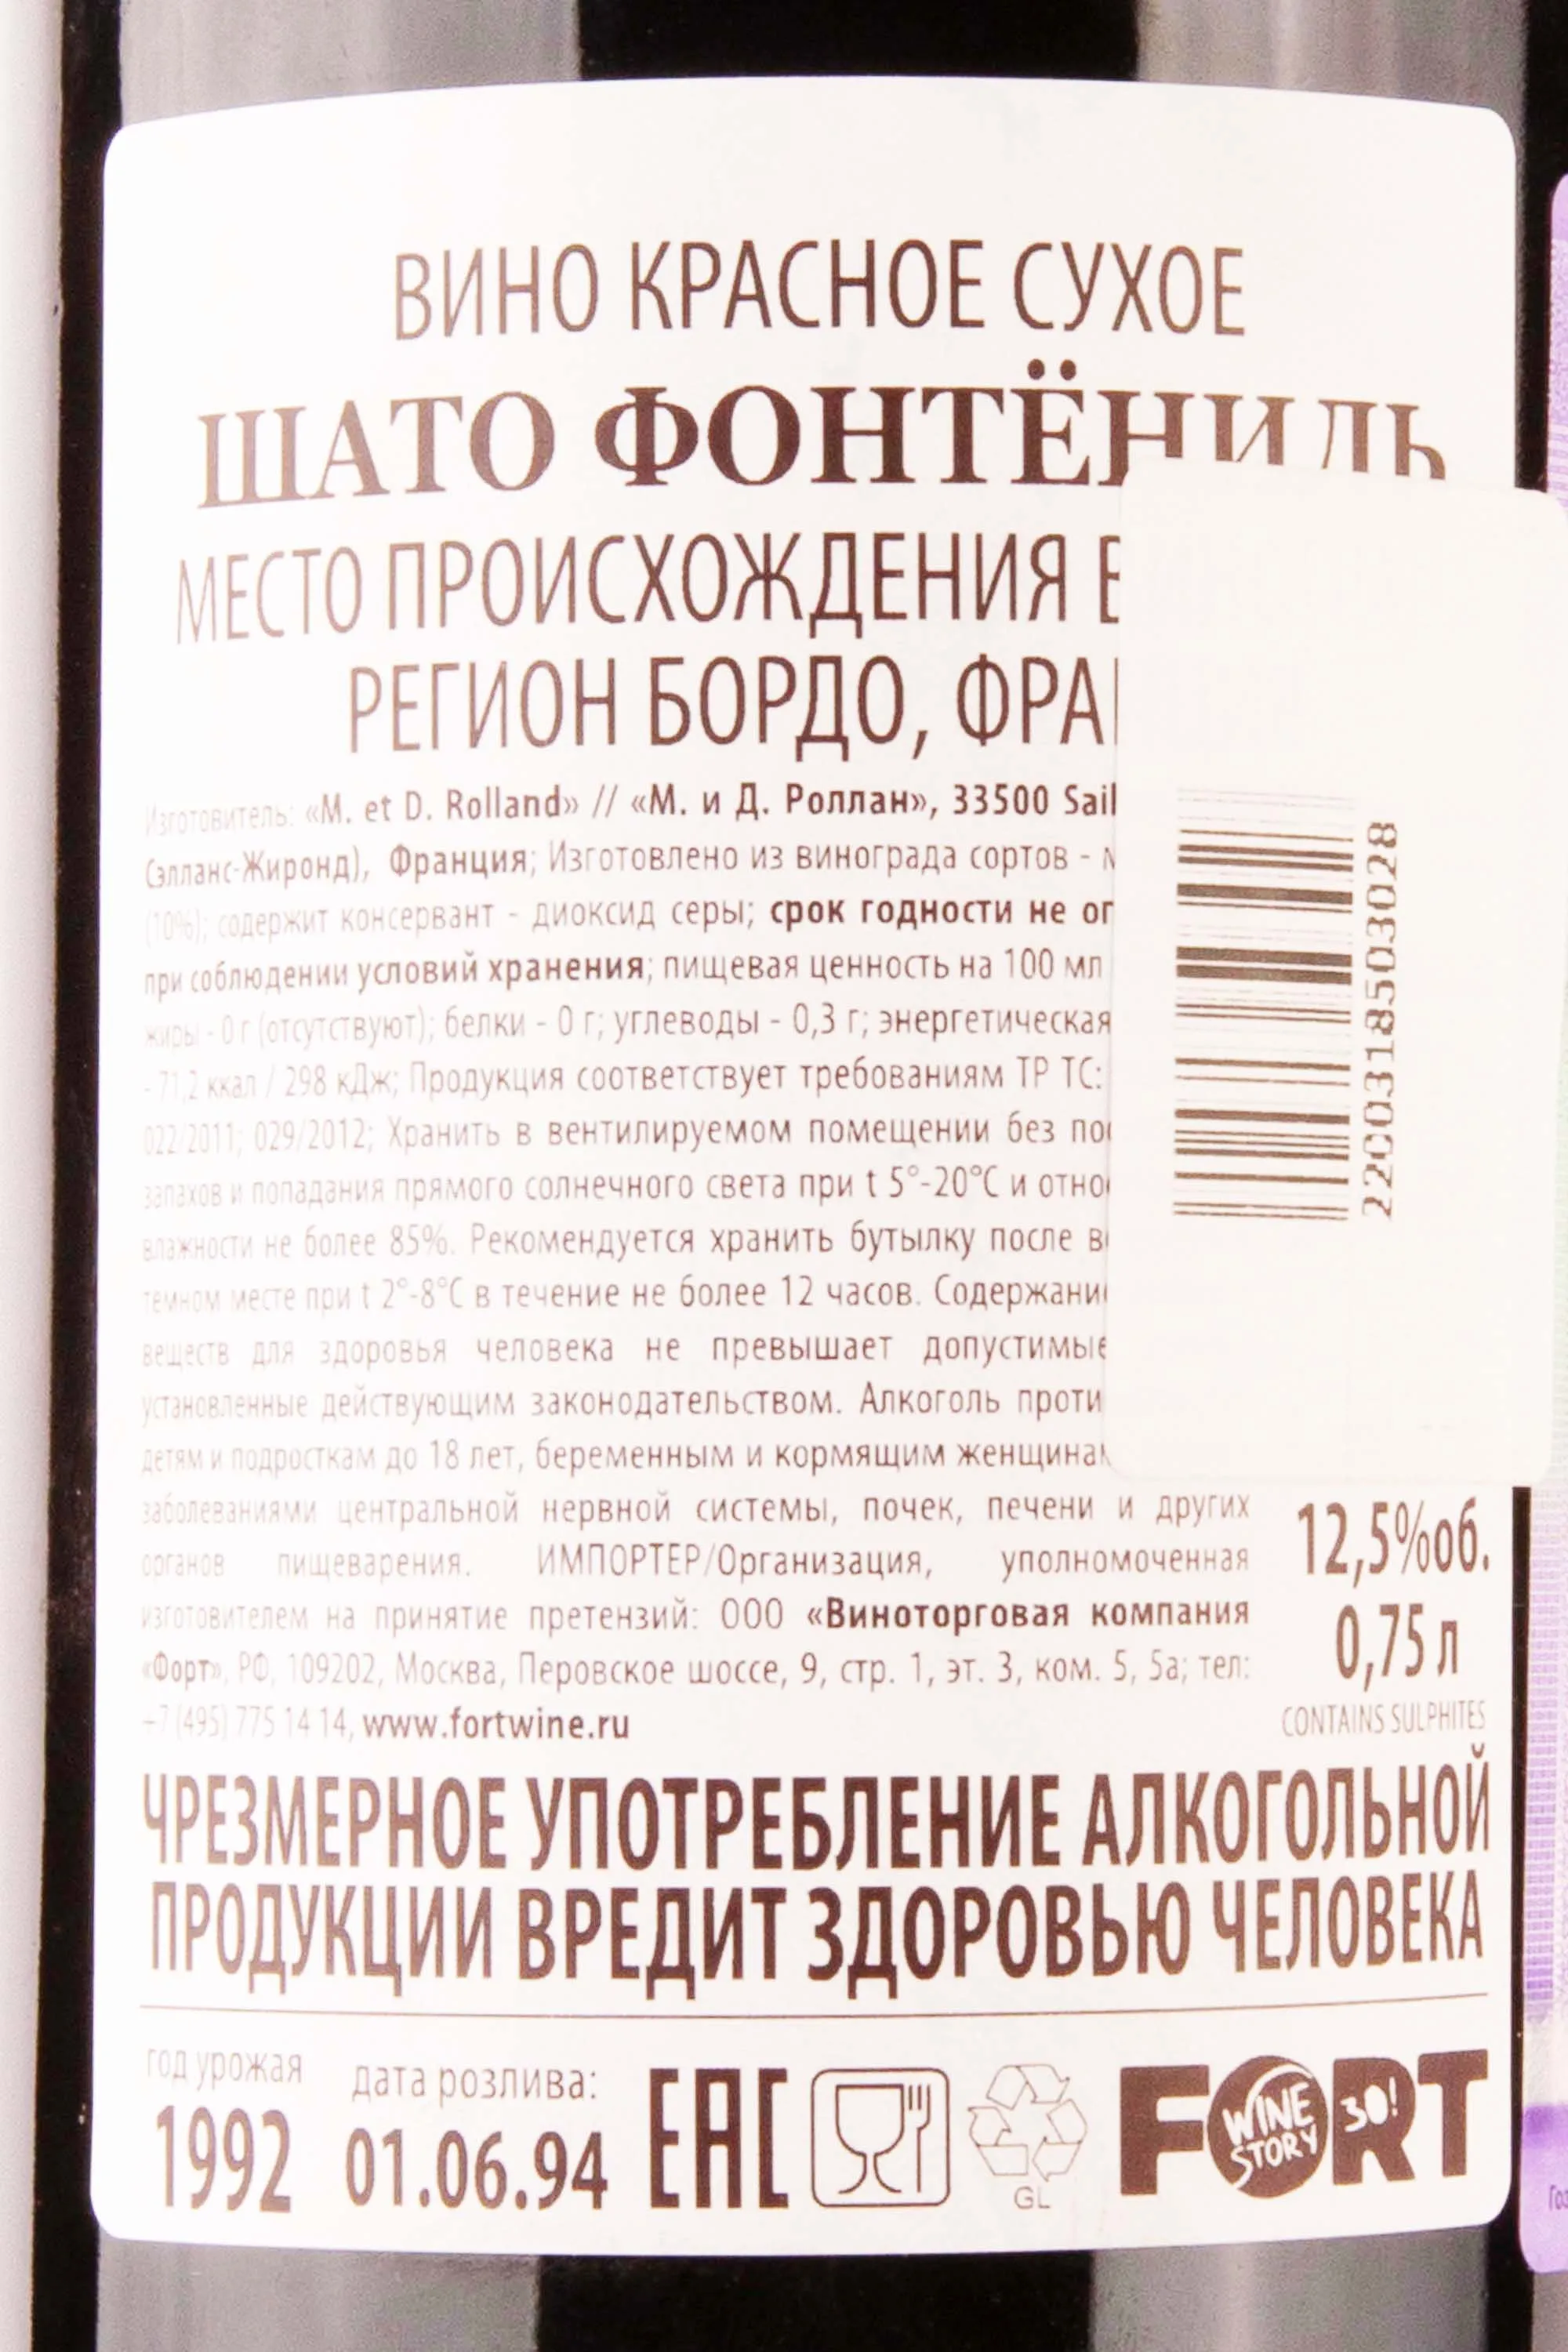 ВИНО КРАСНОЕ СУХОЕ
ШАТО ФОНТЁНИЛЬ
МЕСТО ПРОИСХОЖДЕНИЯ
РЕГИОН БОРДО,
Изготовитель: «M. et D. Rolland» // «М. и Д. Роллан», 33500
Сэлланс-Жиронд), Франция; Изготовлено из винограда сортов -
(10%); содержит консервант - диоксид серы; срок годности не
при соблюдении условий хранения; пищевая ценность на 100 мл
жиры - 0 г (отсутствуют); белки - 0 г; углеводы - 0,3 г; энергетическая
- 71,2 ккал / 298 кДж; Продукция соответствует требованиям ТР ТС:
022/2011; 029/2012; Хранить в вентилируемом помещении без
запахов и попадания прямого солнечного света при t 5°-20°С и
влажности не более 85%. Рекомендуется хранить бутылку после
темном месте при t 2°-8°С в течение не более 12 часов.
веществ для здоровья человека не превышает допустимые
установленные действующим законодательством. Алкоголь
детям и подросткам до 18 лет, беременным и кормящим
заболеваниями центральной нервной системы, почек, печени и других
органов пищеварения. ИМПОРТЕР/Организация, уполномоченная
изготовителем на принятие претензий: ООО «Виноторговая компания
«Форт», РФ, 109202, Москва, Перовское шоссе, 9, стр. 1, эт. 3, ком. 5, 5а; тел:
+7 (495) 775 14 14, www.fortwine.ru
2200318503028
12,5%об.
0,75 л
CONTAINS SULPHITES
ЧРЕЗМЕРНОЕ УПОТРЕБЛЕНИЕ АЛКОГОЛЬНОЙ
ПРОДУКЦИИ ВРЕДИТ ЗДОРОВЬЮ ЧЕЛОВЕКА
год урожая
1992
дата розлива:
01.06.94
EAC
GL
FORT
WINE STORY
30!